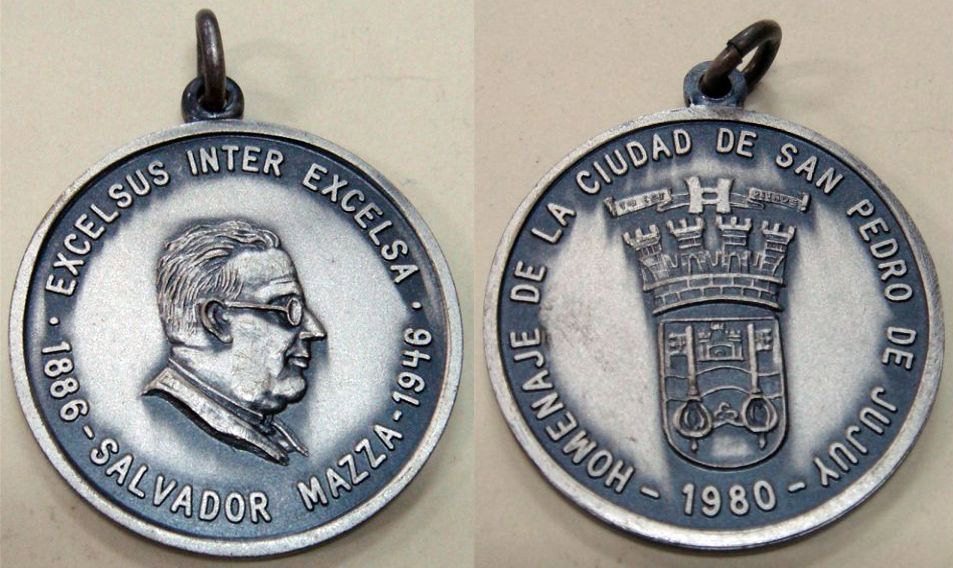 · EXCELSUS INTER EXCELSA ·
1886-SALVADOR MAZZA-1946
HOMENAJE DE LA CIUDAD DE SAN PEDRO DE JUJUY
- 1980 -